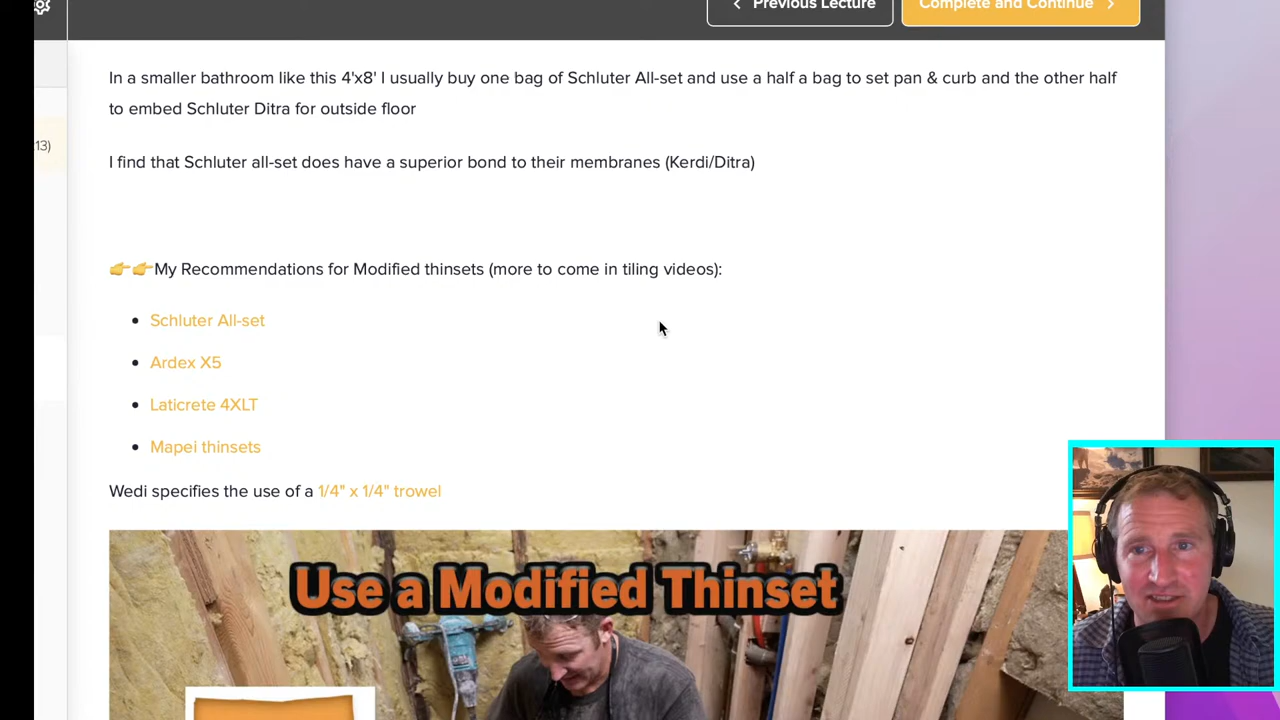 Previous Lecture
Complete and Continue
In a smaller bathroom like this 4'x8' I usually buy one bag of Schluter All-set and use a half a bag to set pan & curb and the other half
to embed Schluter Ditra for outside floor
13)
I find that Schluter all-set does have a superior bond to their membranes (Kerdi/Ditra)
👉👉My Recommendations for Modified thinsets (more to come in tiling videos):
• Schluter All-set
• Ardex X5
• Laticrete 4XLT
• Mapei thinsets
Wedi specifies the use of a 1/4" x 1/4" trowel
Use a Modified Thinset